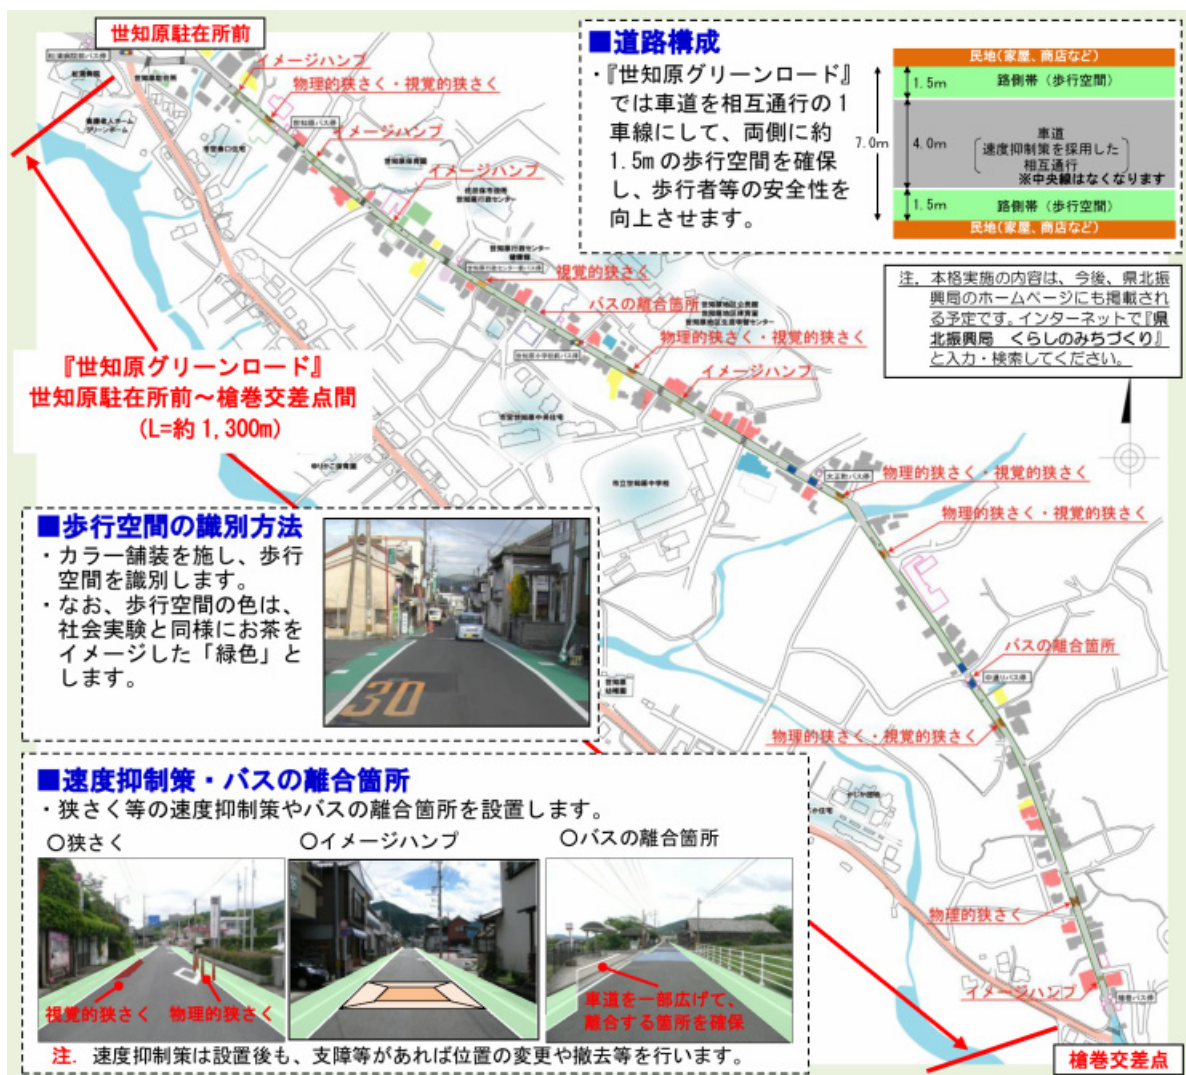 世知原駐在所前
イメージハンプ
物理的狭さく・視覚的狭さく
イメージハンプ
イメージハンプ
視覚的狭さく
バスの離合箇所
物理的狭さく・視覚的狭さく
イメージハンプ
物理的狭さく・視覚的狭さく
物理的狭さく・視覚的狭さく
バスの離合箇所
物理的狭さく・視覚的狭さく
物理的狭さく
イメージハンプ
槍巻交差点
■道路構成
・『世知原グリーンロード』
では車道を相互通行の1
車線にして、両側に約
1.5mの歩行空間を確保
し、歩行者等の安全性を
向上させます。
民地(家屋、商店など)
1.5m 路側帯（歩行空間）
7.0m
4.0m
車道
速度抑制策を採用した
相互通行
※中央線はなくなります
1.5m 路側帯（歩行空間）
民地(家屋、商店など)
注．本格実施の内容は、今後、県北振
興局のホームページにも掲載され
る予定です。インターネットで『県
北振興局 くらしのみちづくり』
と入力・検索してください。
『世知原グリーンロード』
世知原駐在所前～槍巻交差点間
(L=約1,300m)
市立世知原中学校
世知原
幼稚園
■歩行空間の識別方法
・カラー舗装を施し、歩行
空間を識別します。
・なお、歩行空間の色は、
社会実験と同様にお茶を
イメージした「緑色」と
します。
30
■速度抑制策・バスの離合箇所
・狭さく等の速度抑制策やバスの離合箇所を設置します。
○狭さく
○イメージハンプ
○バスの離合箇所
視覚的狭さく
物理的狭さく
車道を一部広げて、
離合する箇所を確保
注．速度抑制策は設置後も、支障等があれば位置の変更や撤去等を行います。